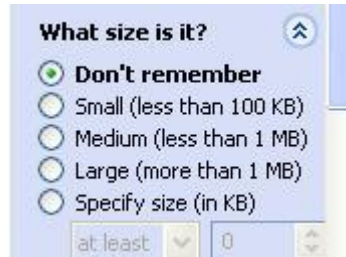 What size is it?
Don't remember
Small (less than 100 KB)
Medium (less than 1 MB)
Large (more than 1 MB)
Specify size (in KB)
at least 0